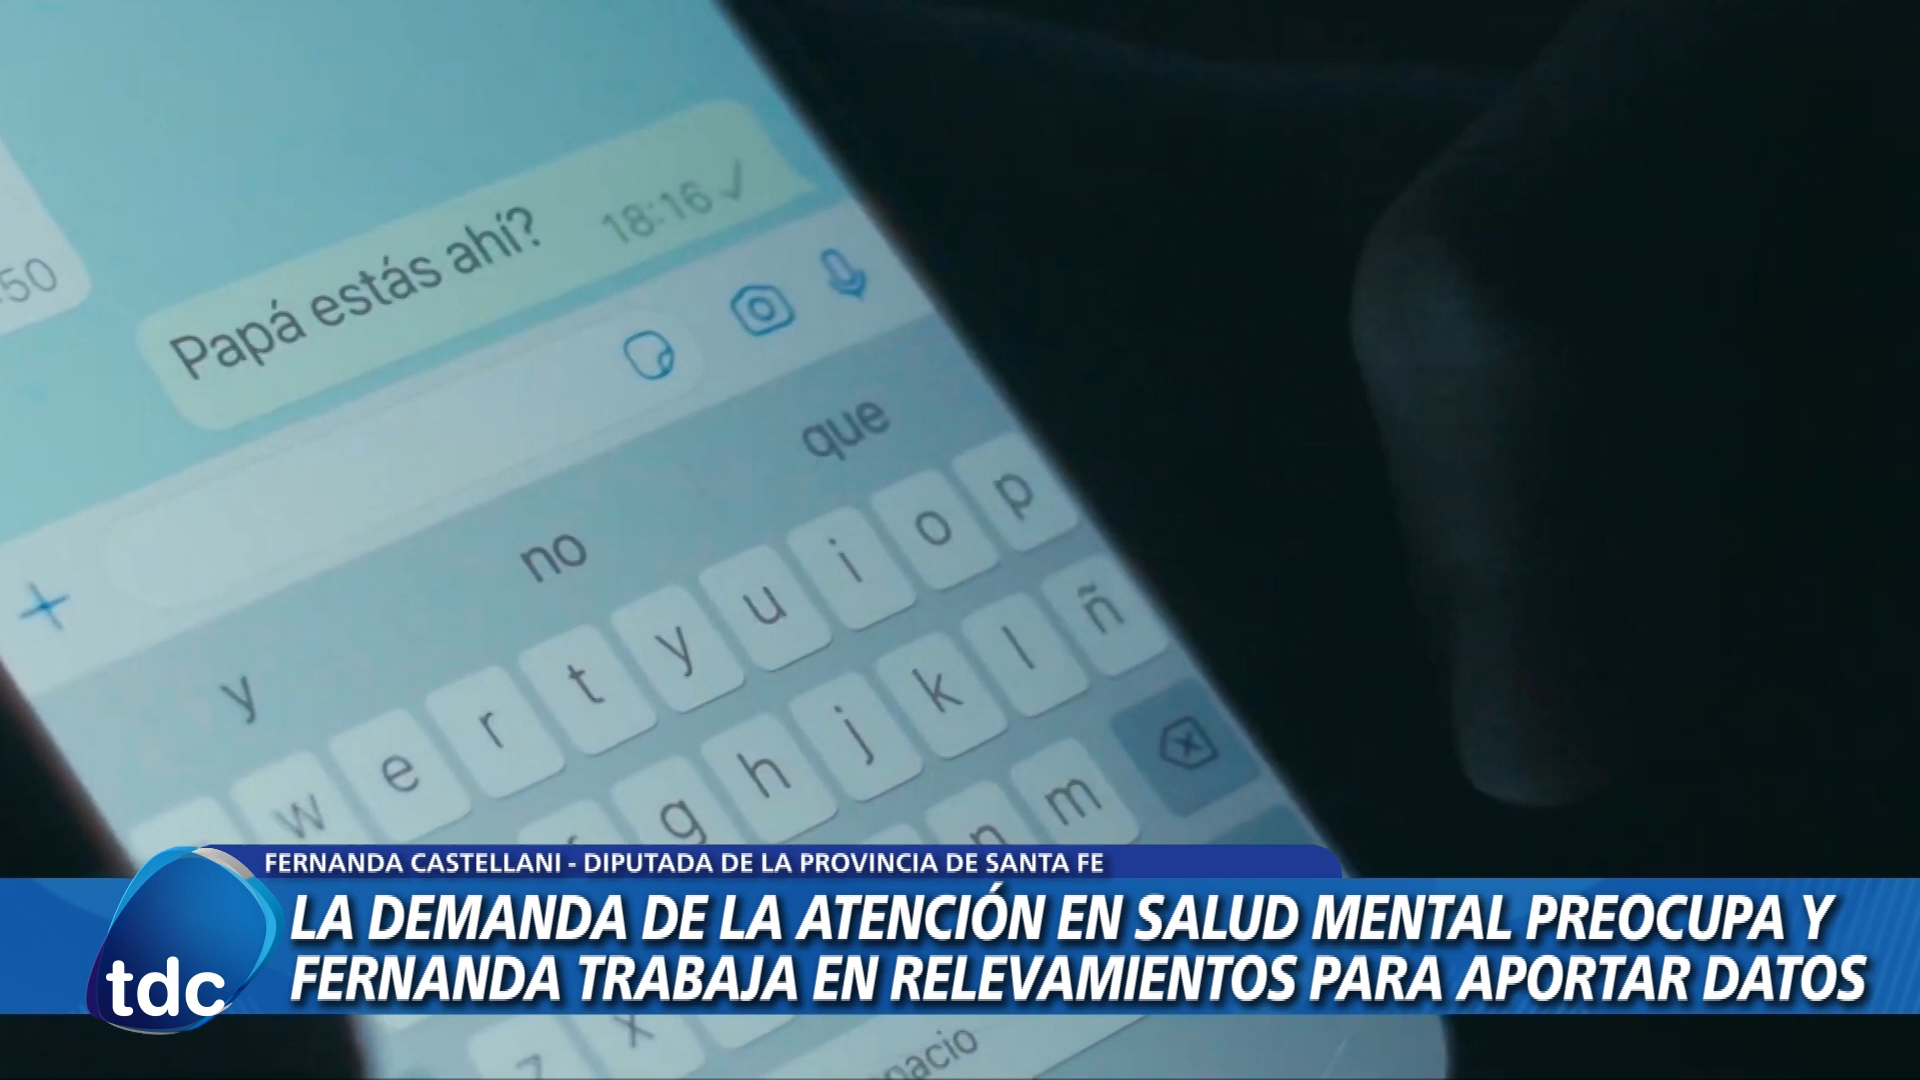 50
Papá estás ahí? 18:16
y no que
w e r t y u i o p
g h j k l ñ
n m
z x
pacio
FERNANDA CASTELLANI - DIPUTADA DE LA PROVINCIA DE SANTA FE
LA DEMANDA DE LA ATENCIÓN EN SALUD MENTAL PREOCUPA Y
FERNANDA TRABAJA EN RELEVAMIENTOS PARA APORTAR DATOS
tdc